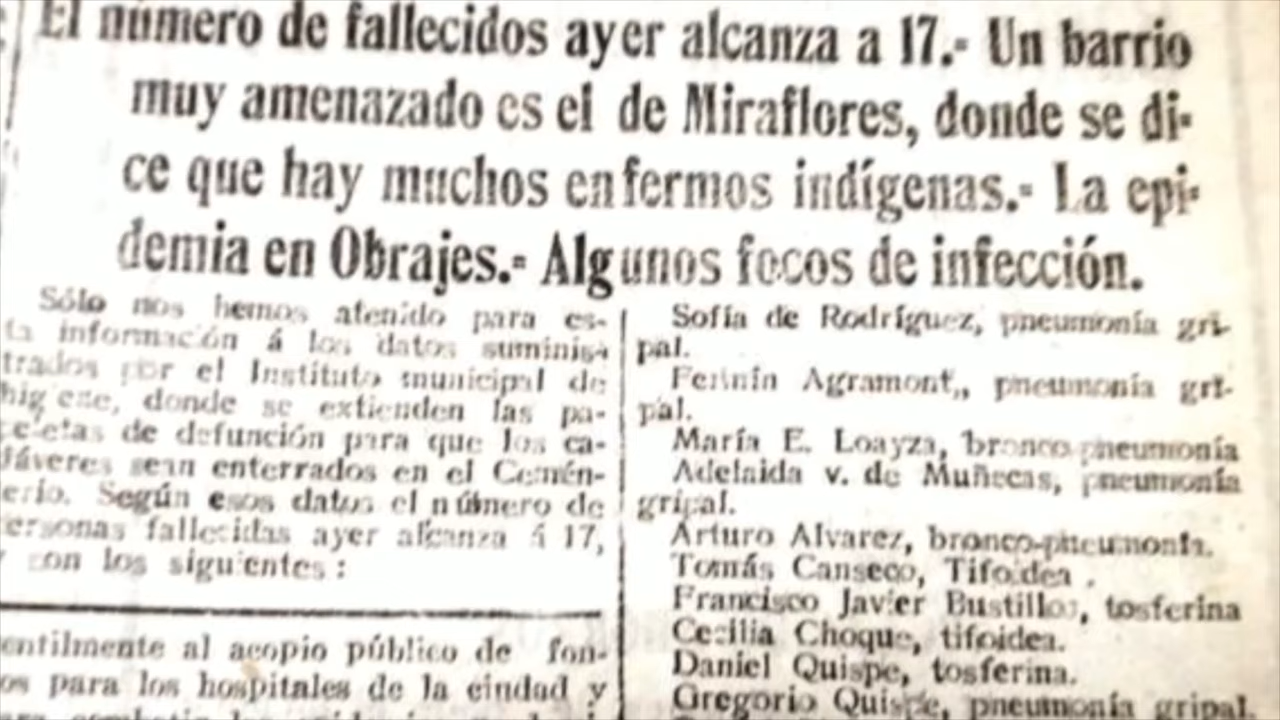 El número de fallecidos ayer alcanza a 17.- Un barrio
muy amenazado es el de Miraflores, donde se di-
ce que hay muchos enfermos indígenas.- La epi-
demia en Obrajes.- Algunos focos de infección.
Sólo nos hemos atenido para es-
ta información á los datos suminis
trados por el Instituto municipal de
higiene, donde se extienden las pa-
peletas de defunción para que los ca-
dáveres sean enterrados en el Cemen-
terio. Según esos datos el número de
personas fallecidas ayer alcanza á 17,
y son los siguientes:
entilmente al acopio público de fon-
os para los hospitales de la ciudad y
Sofía de Rodríguez, pneumonía gri-
pal.
Fermín Agramont,, pneumonía gri-
pal.
María E. Loayza, bronco-pneumonía
Adelaida v. de Muñecas, pneumonía
gripal.
Arturo Alvarez, bronco-pneumonía.
Tomás Canseco, Tifoidea.
Francisco Javier Bustillos, tosferina
Cecilia Choque, tifoidea.
Daniel Quispe, tosferina.
Gregorio Quispe, pneumonía gripal.